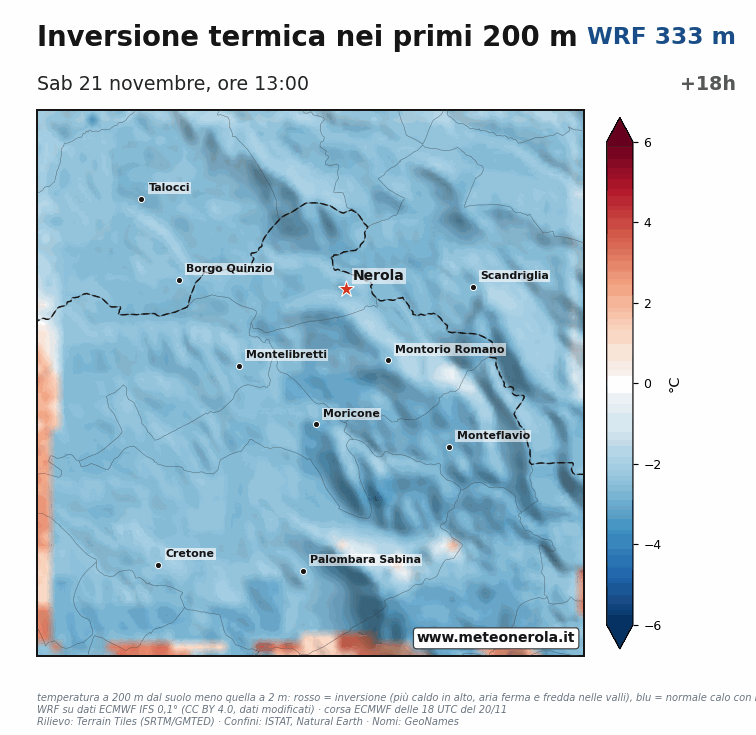 Inversione termica nei primi 200 m WRF 333 m
Sab 21 novembre, ore 13:00 +18h
Talocci
Borgo Quinzio
Nerola
Scandriglia
Montelibretti
Montorio Romano
Moricone
Monteflavio
Cretone
Palombara Sabina
www.meteonerola.it
6
4
2
0
−2
−4
−6
°C
temperatura a 200 m dal suolo meno quella a 2 m: rosso = inversione (più caldo in alto, aria ferma e fredda nelle valli), blu = normale calo con
WRF su dati ECMWF IFS 0,1° (CC BY 4.0, dati modificati) · corsa ECMWF delle 18 UTC del 20/11
Rilievo: Terrain Tiles (SRTM/GMTED) · Confini: ISTAT, Natural Earth · Nomi: GeoNames